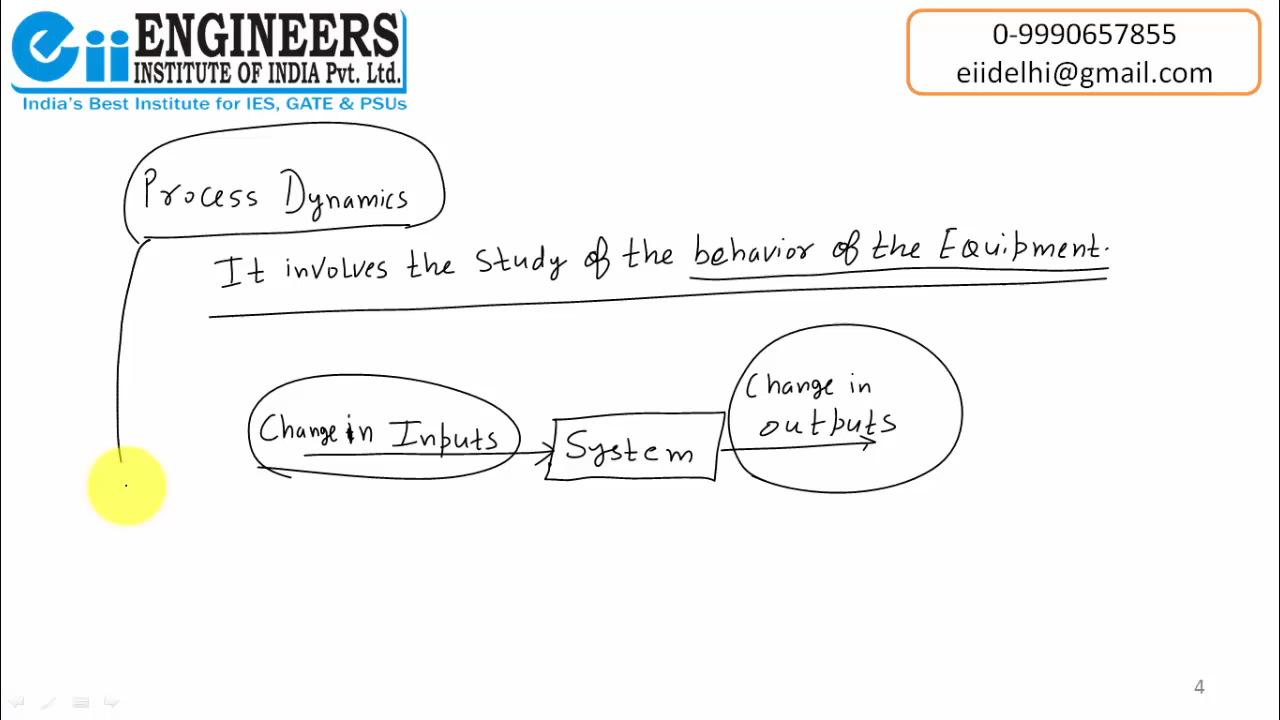 eii ENGINEERS
INSTITUTE OF INDIA Pvt. Ltd.
India's Best Institute for IES, GATE & PSUs
0-9990657855
eiidelhi@gmail.com
Process Dynamics
It involves the study of the behavior of the Equipment.
Change in Inputs
System
Change in
outputs
4